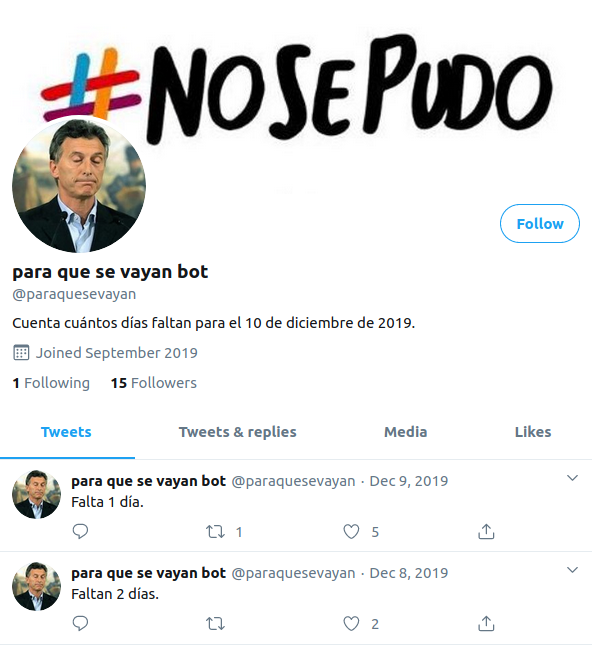 #NOSEPUDO
Follow
para que se vayan bot
@paraquesevayan
Cuenta cuántos días faltan para el 10 de diciembre de 2019.
Joined September 2019
1 Following 15 Followers
Tweets Tweets & replies Media Likes
para que se vayan bot @paraquesevayan · Dec 9, 2019
Falta 1 día.
1 5
para que se vayan bot @paraquesevayan · Dec 8, 2019
Faltan 2 días.
2